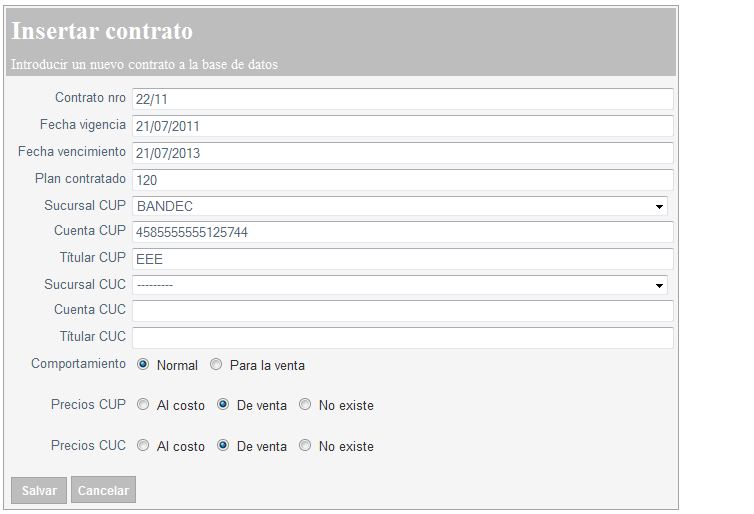 Insertar contrato
Introducir un nuevo contrato a la base de datos
Contrato nro 22/11
Fecha vigencia 21/07/2011
Fecha vencimiento 21/07/2013
Plan contratado 120
Sucursal CUP BANDEC
Cuenta CUP 4585555555125744
Títular CUP EEE
Sucursal CUC ---------
Cuenta CUC
Títular CUC
Comportamiento Normal Para la venta
Precios CUP Al costo De venta No existe
Precios CUC Al costo De venta No existe
Salvar Cancelar